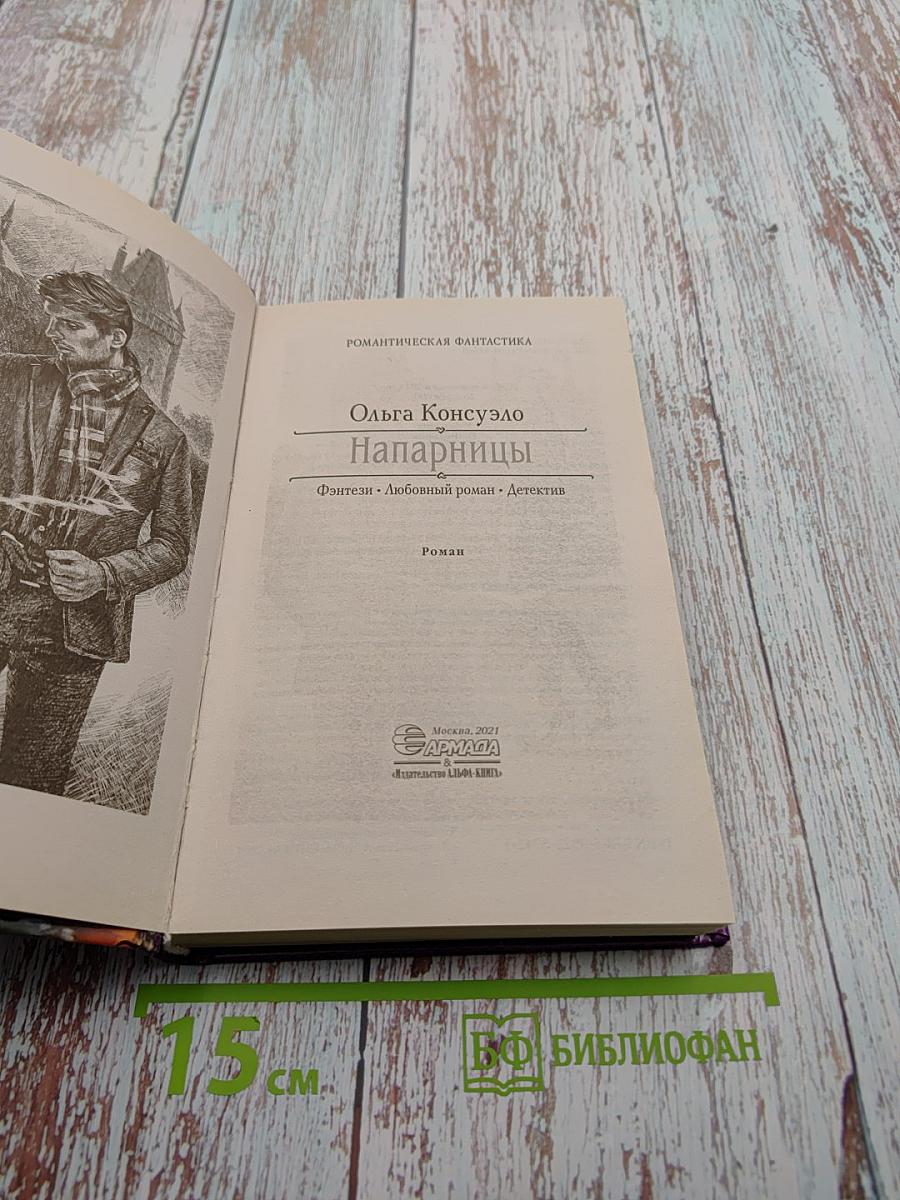 РОМАНТИЧЕСКАЯ ФАНТАСТИКА
Ольга Консуэло
Напарницы
Фэнтези • Любовный роман • Детектив
Роман
Москва, 2021
АРМАДА
&
«Издательство АЛЬФА-КНИГА»
15 см
БФ БИБЛИОФАН